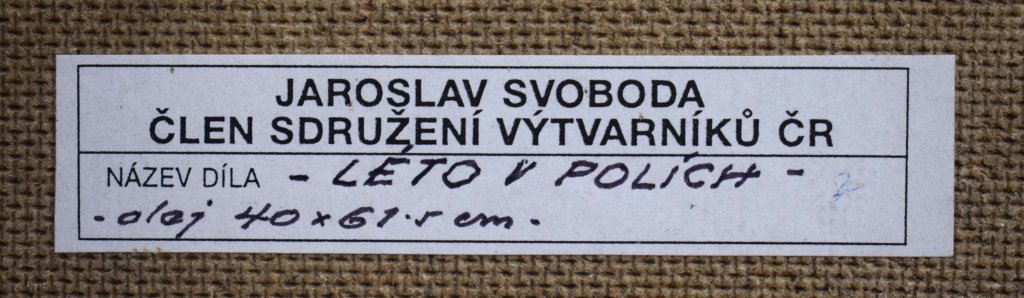 JAROSLAV SVOBODA
ČLEN SDRUŽENÍ VÝTVARNÍKŮ ČR
NÁZEV DÍLA - LÉTO V POLÍCH -
- olej 40 x 61.5 cm -